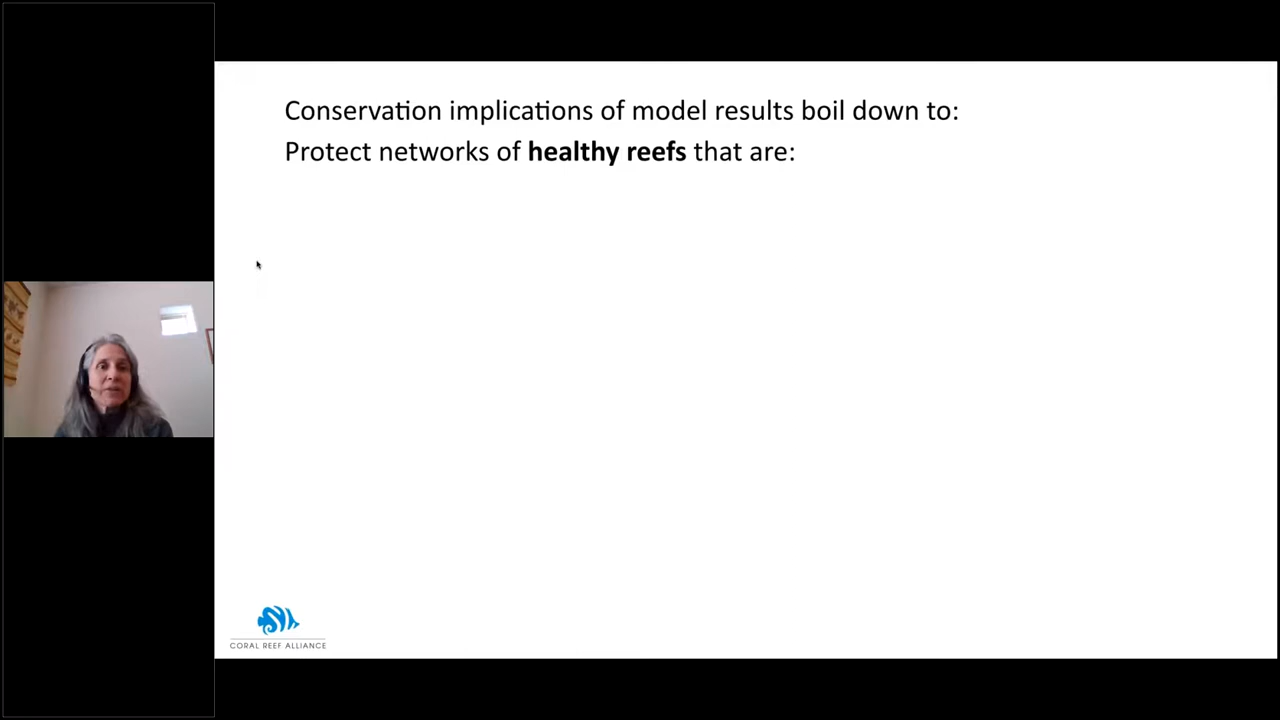 Conservation implications of model results boil down to:
Protect networks of healthy reefs that are:
CORAL REEF ALLIANCE